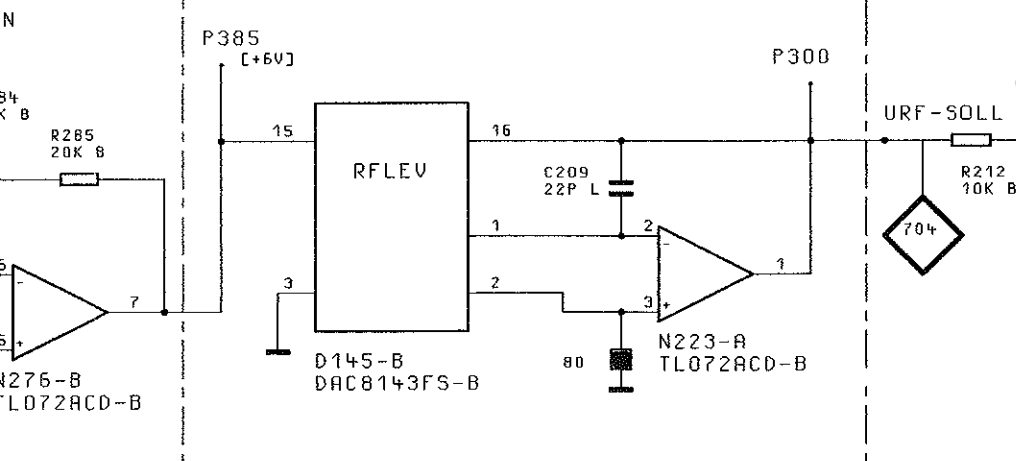 N
P385
[+6V]
P300
84
K B
R285
20K B
15
16
URF-SOLL
RFLEV
C209
22P L
R212
10K B
1
2
-
704
3
2
3
+
1
6
-
7
5
+
80
N223-A
TL072ACD-B
D145-B
DAC8143FS-B
N276-B
TL072ACD-B